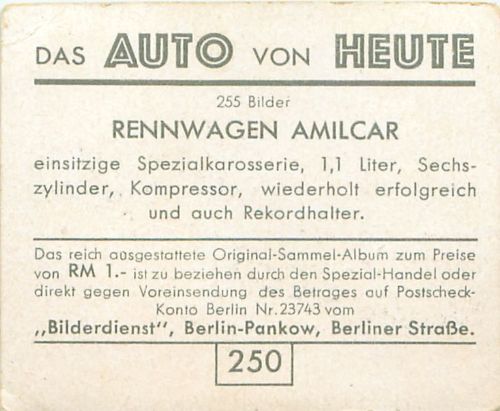 DAS AUTO VON HEUTE
255 Bilder
RENNWAGEN AMILCAR
einsitzige Spezialkarosserie, 1,1 Liter, Sechs-
zylinder, Kompressor, wiederholt erfolgreich
und auch Rekordhalter.
Das reich ausgestattete Original-Sammel-Album zum Preise
von RM 1.- ist zu beziehen durch den Spezial-Handel oder
direkt gegen Voreinsendung des Betrages auf Postscheck-
Konto Berlin Nr. 23743 vom
„Bilderdienst", Berlin-Pankow, Berliner Straße.
250